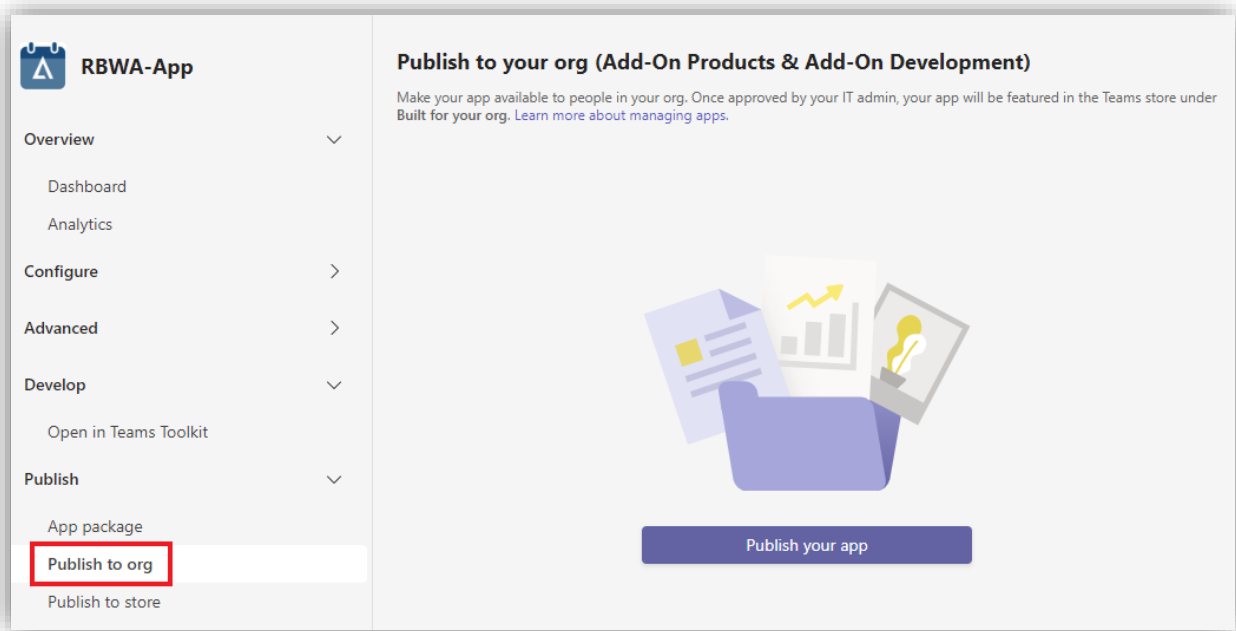 RBWA-App
Overview
Dashboard
Analytics
Configure
Advanced
Develop
Open in Teams Toolkit
Publish
App package
Publish to org
Publish to store
Publish to your org (Add-On Products & Add-On Development)
Make your app available to people in your org. Once approved by your IT admin, your app will be featured in the Teams store under
Built for your org. Learn more about managing apps.
Publish your app